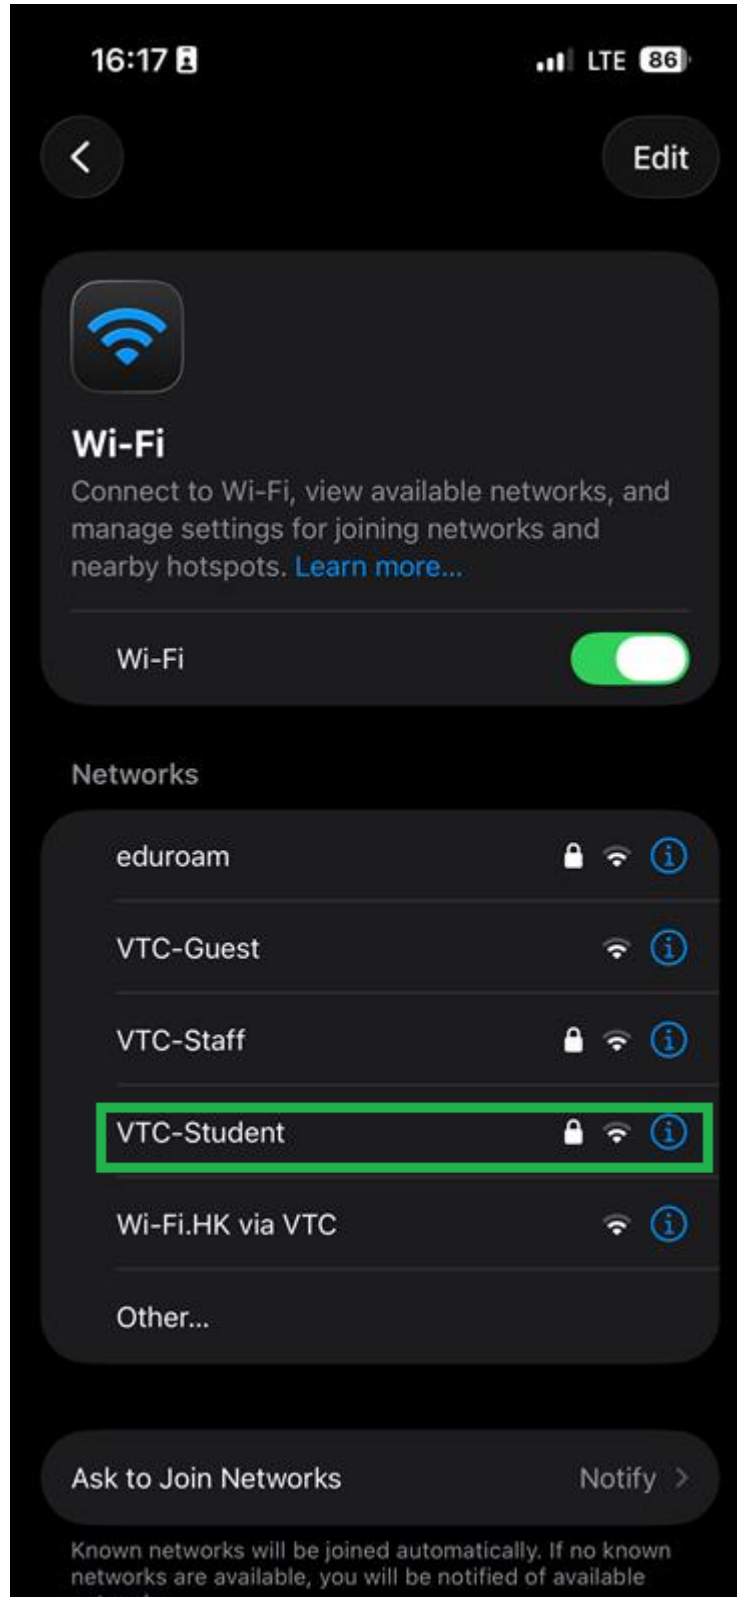 16:17
LTE 86
Edit
Wi-Fi
Connect to Wi-Fi, view available networks, and
manage settings for joining networks and
nearby hotspots. Learn more...
Wi-Fi
Networks
eduroam
VTC-Guest
VTC-Staff
VTC-Student
Wi-Fi.HK via VTC
Other...
Ask to Join Networks Notify
Known networks will be joined automatically. If no known
networks are available, you will be notified of available